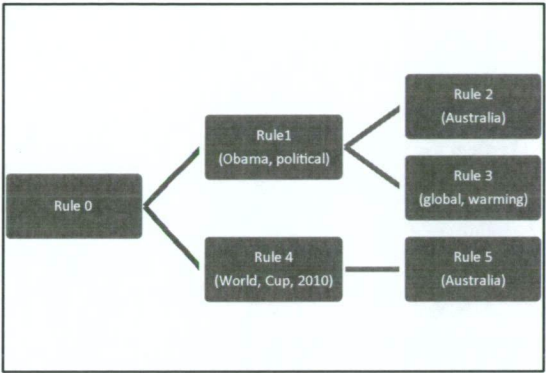 Rule 0
Rule1
(Obama, political)
Rule 2
(Australia)
Rule 3
(global, warming)
Rule 4
(World, Cup, 2010)
Rule 5
(Australia)